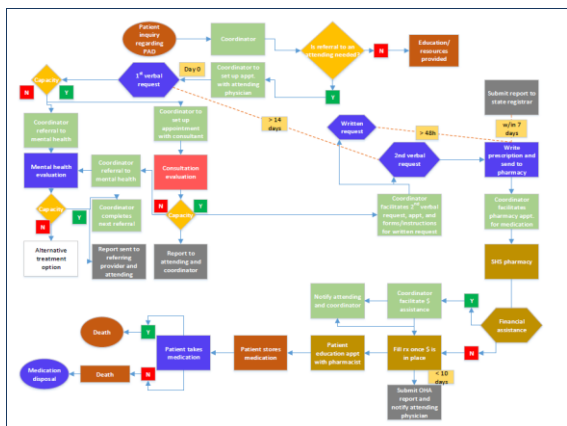 Patient
inquiry
regarding
PAD
Coordinator
Is referral to an
attending needed?
N
Education/
resources
provided
Y
Coordinator to
set up appt.
with attending
physician
Day 0
1st verbal
request
Capacity
N
Y
Coordinator
referral to
mental health
Mental health
evaluation
Capacity
N
Y
Alternative
treatment
option
Coordinator
referral to
mental health
Coordinator
completes
next referral
Report sent to
referring
provider and
attending
Coordinator to
set up
appointment
with consultant
Consultation
evaluation
N
Y
Capacity
Report to
attending and
coordinator
> 14
days
Written
request
> 48h
2nd verbal
request
Coordinator
facilitates 2nd verbal
request, appt, and
forms/instructions
for written request
Submit report to
state registrar
w/in 7
days
Write
prescription and
send to
pharmacy
Coordinator
facilitates
pharmacy appt.
for medication
SHS pharmacy
Financial
assistance
Y
N
Coordinator
facilitate $
assistance
Notify attending
and coordinator
Fill rx once $ is
in place
< 10
days
Submit OHA
report and
notify attending
physician
Patient
education appt
with pharmacist
Patient stores
medication
Patient takes
medication
Y
N
Death
Death
Medication
disposal